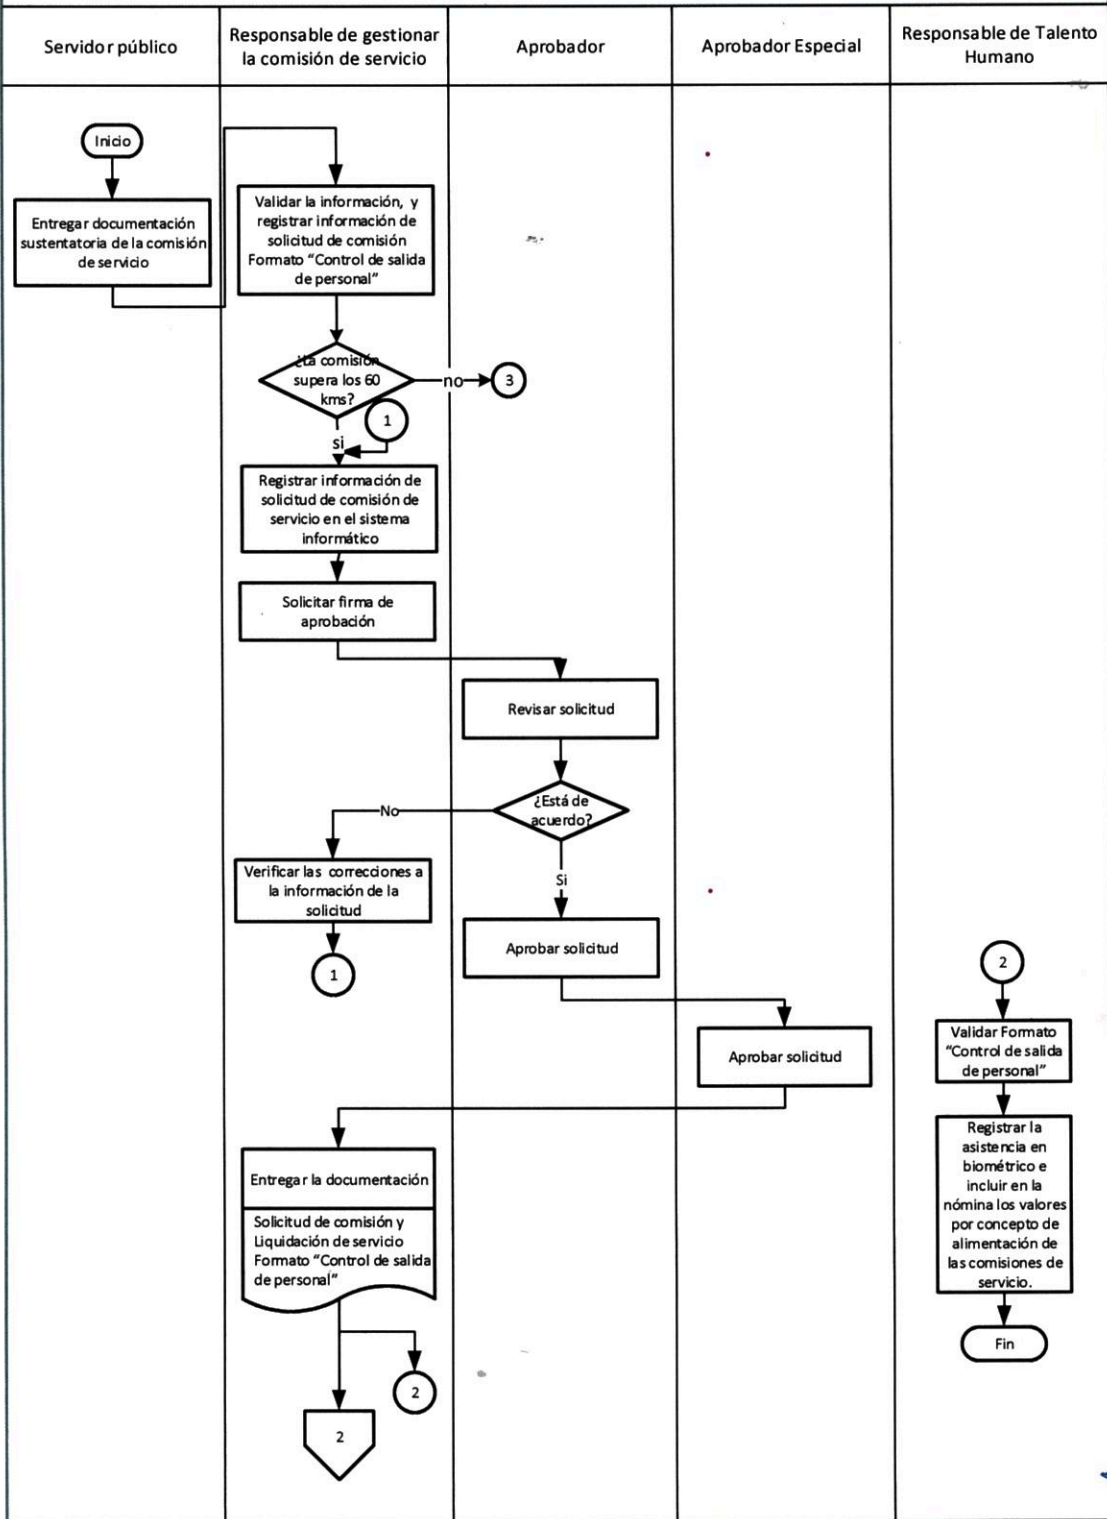 Servidor público
Responsable de gestionar
la comisión de servicio
Aprobador
Aprobador Especial
Responsable de Talento
Humano
Inicio
Entregar documentación
sustentatoria de la comisión
de servicio
Validar la información, y
registrar información de
solicitud de comisión
Formato "Control de salida
de personal"
¿La comisión
supera los 60
kms?
no
3
1
si
Registrar información de
solicitud de comisión de
servicio en el sistema
informático
Solicitar firma de
aprobación
Revisar solicitud
¿Está de
acuerdo?
No
Si
Verificar las correcciones a
la información de la
solicitud
1
Aprobar solicitud
Aprobar solicitud
Entregar la documentación
Solicitud de comisión y
Liquidación de servicio
Formato "Control de salida
de personal"
2
2
2
Validar Formato
"Control de salida
de personal"
Registrar la
asistencia en
biométrico e
incluir en la
nómina los valores
por concepto de
alimentación de
las comisiones de
servicio.
Fin